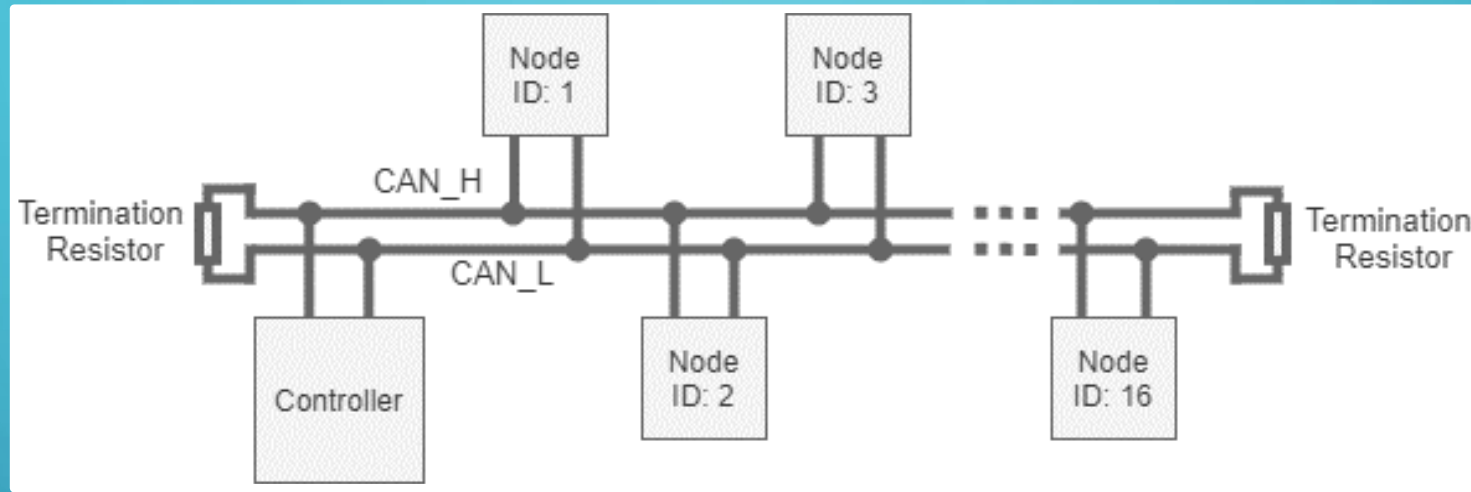 Node
ID: 1
Node
ID: 3
CAN_H
Termination
Resistor
Termination
Resistor
CAN_L
Controller
Node
ID: 2
Node
ID: 16